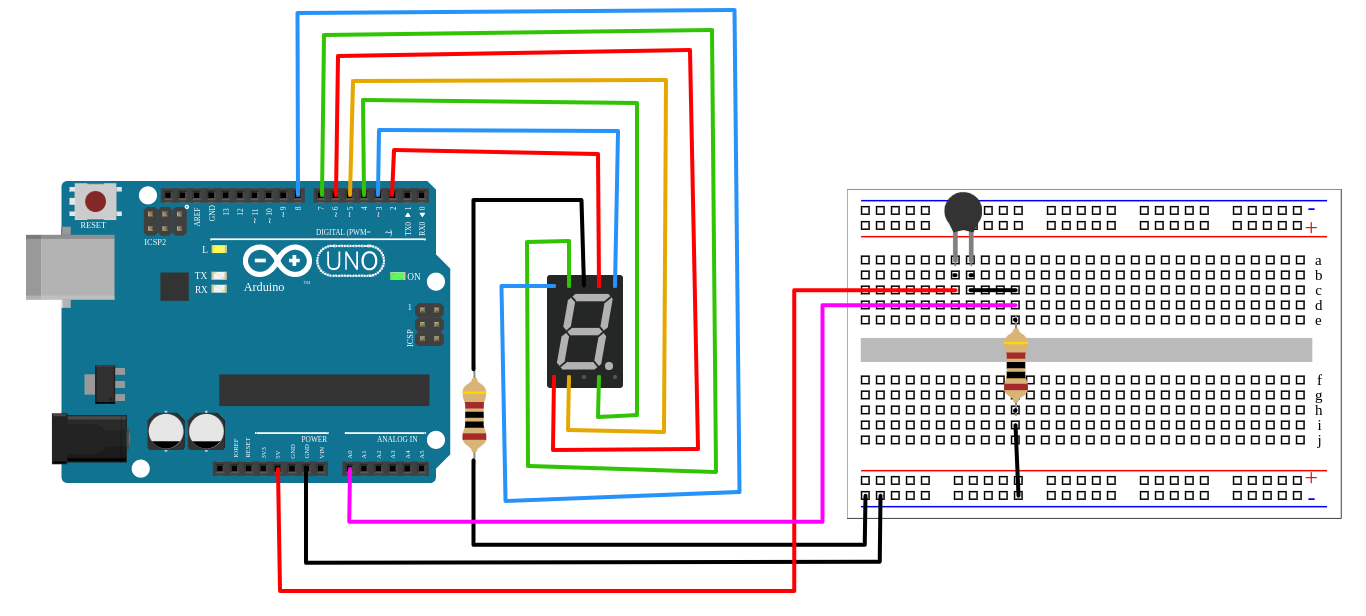 RESET
ICSP2
AREF
GND
13
12
~ 11
~ 10
~ 9
8
7
~ 6
~ 5
4
~ 3
2
TX0 ▶ 1
RX0 ◀ 0
DIGITAL (PWM=
L
TX
RX
UNO
Arduino
™
ON
1
ICSP
POWER
ANALOG IN
IOREF
RESET
3V3
5V
GND
GND
VIN
A0
A1
A2
A3
A4
A5
-
+
a
b
c
d
e
f
g
h
i
j
+
-